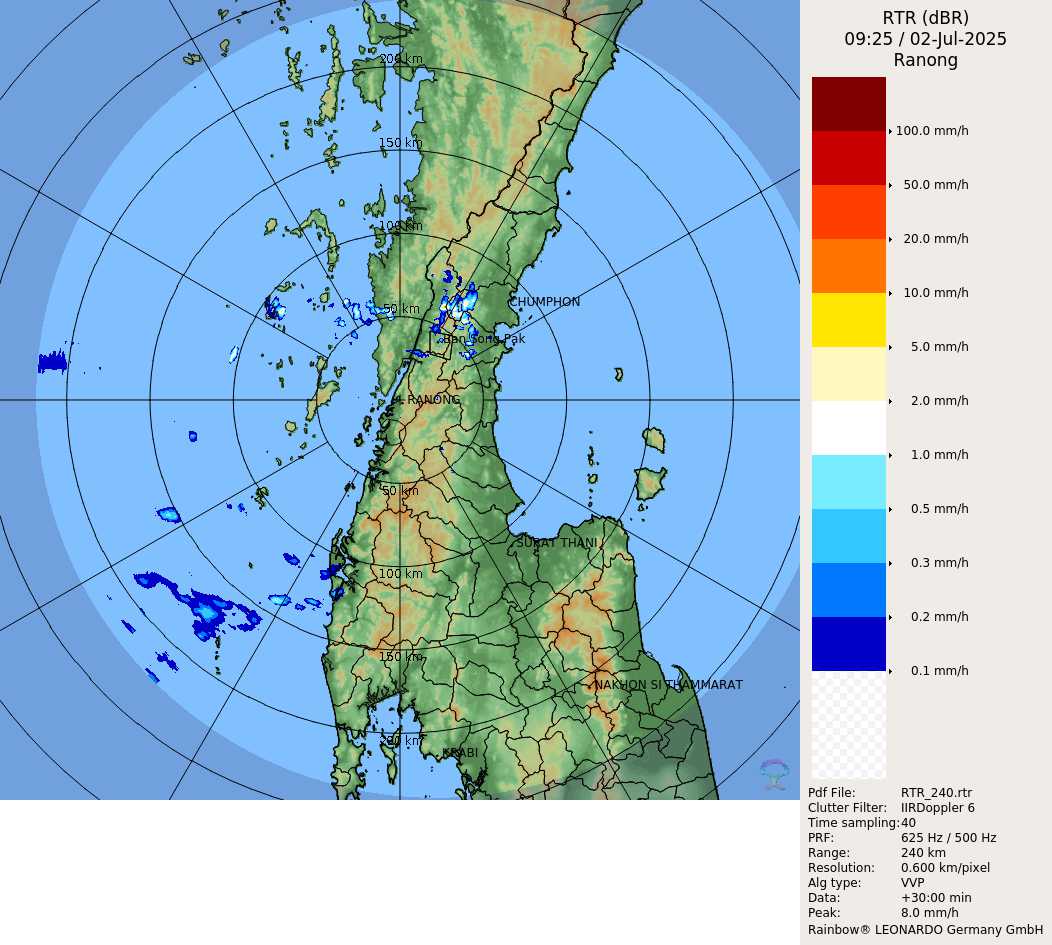 RTR (dBR)
09:25 / 02-Jul-2025
Ranong
100.0 mm/h
50.0 mm/h
20.0 mm/h
10.0 mm/h
5.0 mm/h
2.0 mm/h
1.0 mm/h
0.5 mm/h
0.3 mm/h
0.2 mm/h
0.1 mm/h
200 km
150 km
100 km
50 km
CHUMPHON
Ban Song Pak
RANONG
50 km
SURAT THANI
100 km
150 km
NAKHON SI THAMMARAT
200 km
KRABI
Pdf File: RTR_240.rtr
Clutter Filter: IIRDoppler 6
Time sampling:40
PRF: 625 Hz / 500 Hz
Range: 240 km
Resolution: 0.600 km/pixel
Alg type: VVP
Data: +30:00 min
Peak: 8.0 mm/h
Rainbow® LEONARDO Germany GmbH